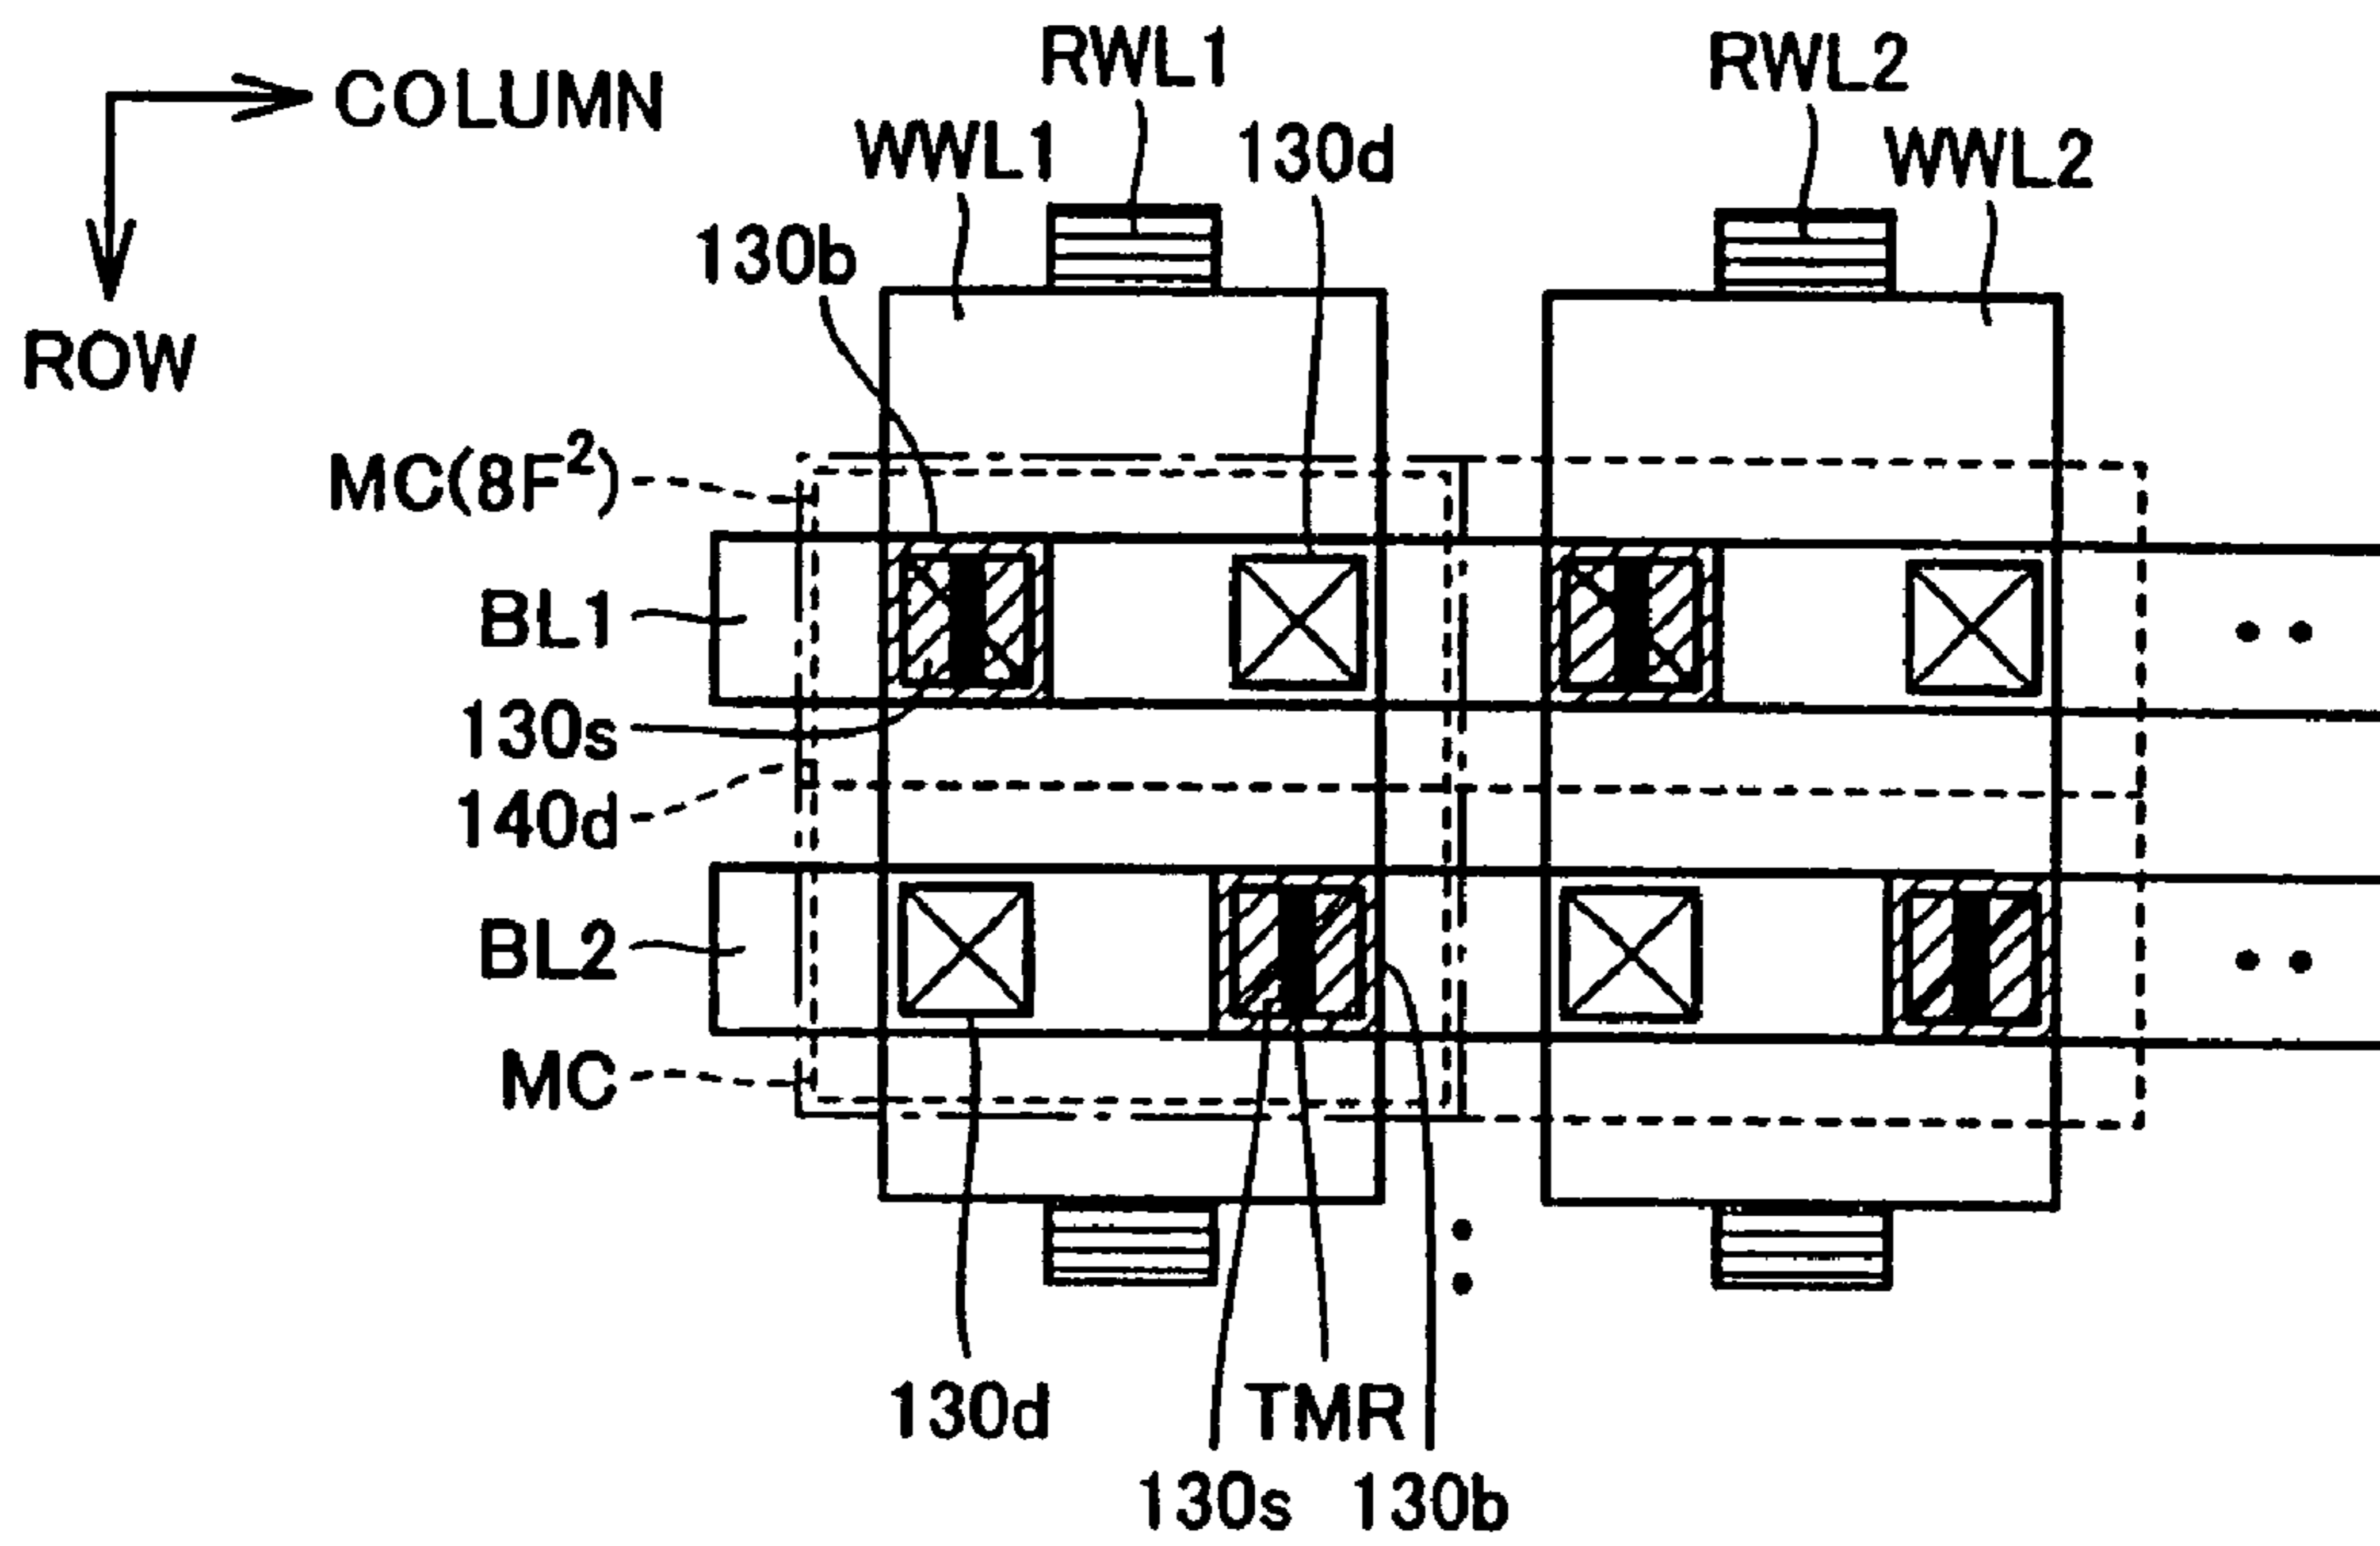 RWL1
RWL2
COLUMN
WWL1
130d
WWL2
130b
ROW
MC(8F²)
BL1
130s
140d
BL2
MC
130d
TMR
130s
130b